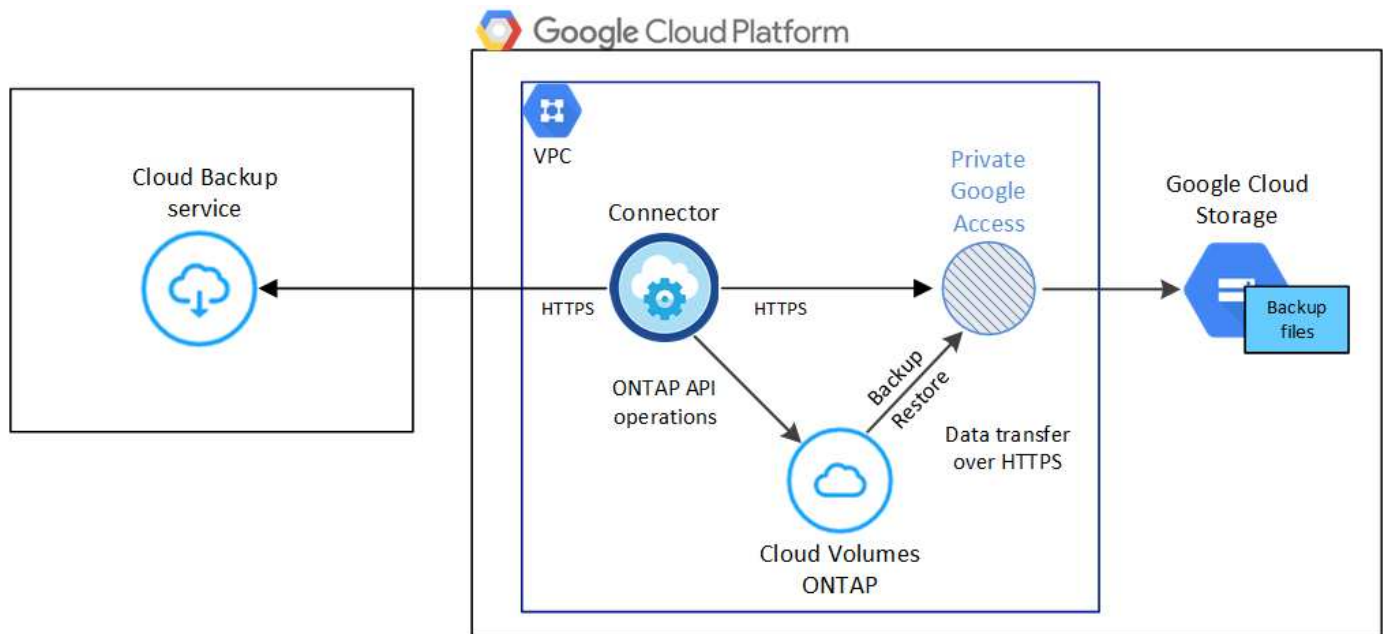 Google Cloud Platform
VPC
Cloud Backup
service
Connector
Private
Google
Access
Google Cloud
Storage
HTTPS
HTTPS
Backup
files
ONTAP API
operations
Backup
Restore
Data transfer
over HTTPS
Cloud Volumes
ONTAP